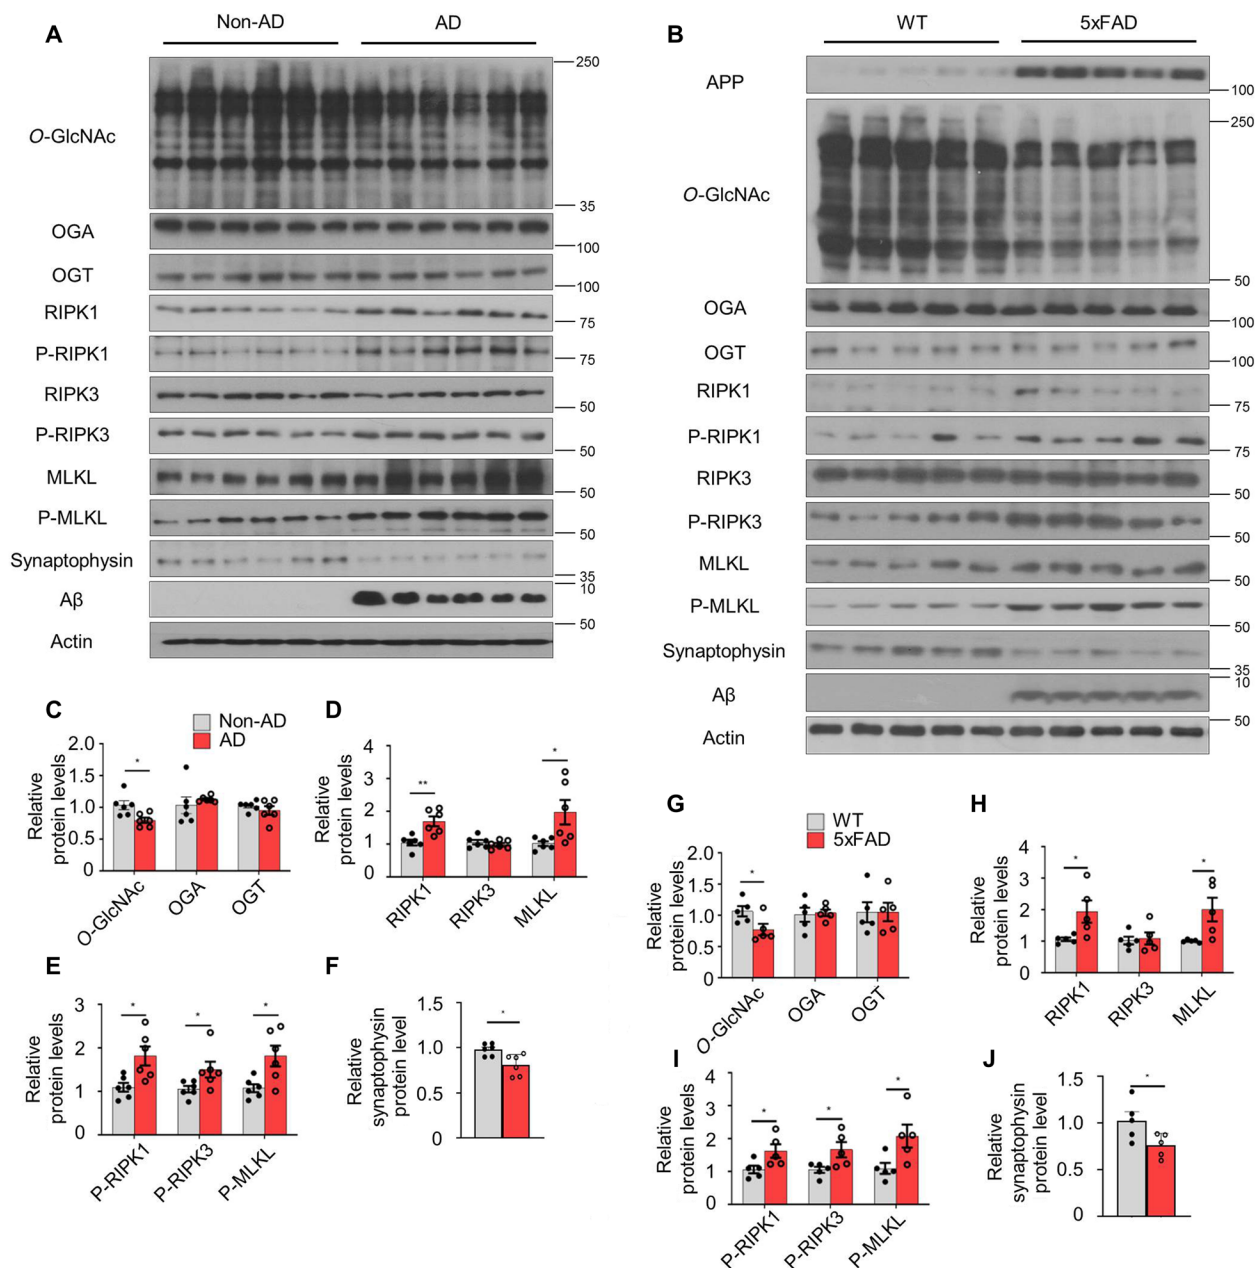 A
Non-AD
AD
250
O-GlcNAc
35
OGA
100
OGT
100
RIPK1
75
P-RIPK1
75
RIPK3
50
P-RIPK3
50
MLKL
50
P-MLKL
50
Synaptophysin
35
10
Aβ
50
Actin
B
WT
5xFAD
APP
100
250
O-GlcNAc
50
OGA
100
OGT
100
RIPK1
75
P-RIPK1
75
RIPK3
50
P-RIPK3
50
MLKL
50
P-MLKL
50
Synaptophysin
35
10
Aβ
50
Actin
C
Non-AD
AD
Relative
protein levels
2.0
1.5
1.0
0.5
0
*
O-GlcNAc
OGA
OGT
D
Relative
protein levels
4
3
2
1
0
**
*
RIPK1
RIPK3
MLKL
E
Relative
protein levels
3
2
1
0
*
*
*
P-RIPK1
P-RIPK3
P-MLKL
F
Relative
synaptophysin
protein level
1.5
1.0
0.5
0
*
G
WT
5xFAD
Relative
protein levels
2.0
1.5
1.0
0.5
0
*
O-GlcNAc
OGA
OGT
H
Relative
protein levels
4
3
2
1
0
*
*
RIPK1
RIPK3
MLKL
I
Relative
protein levels
4
3
2
1
0
*
*
*
P-RIPK1
P-RIPK3
P-MLKL
J
Relative
synaptophysin
protein level
1.5
1.0
0.5
0
*